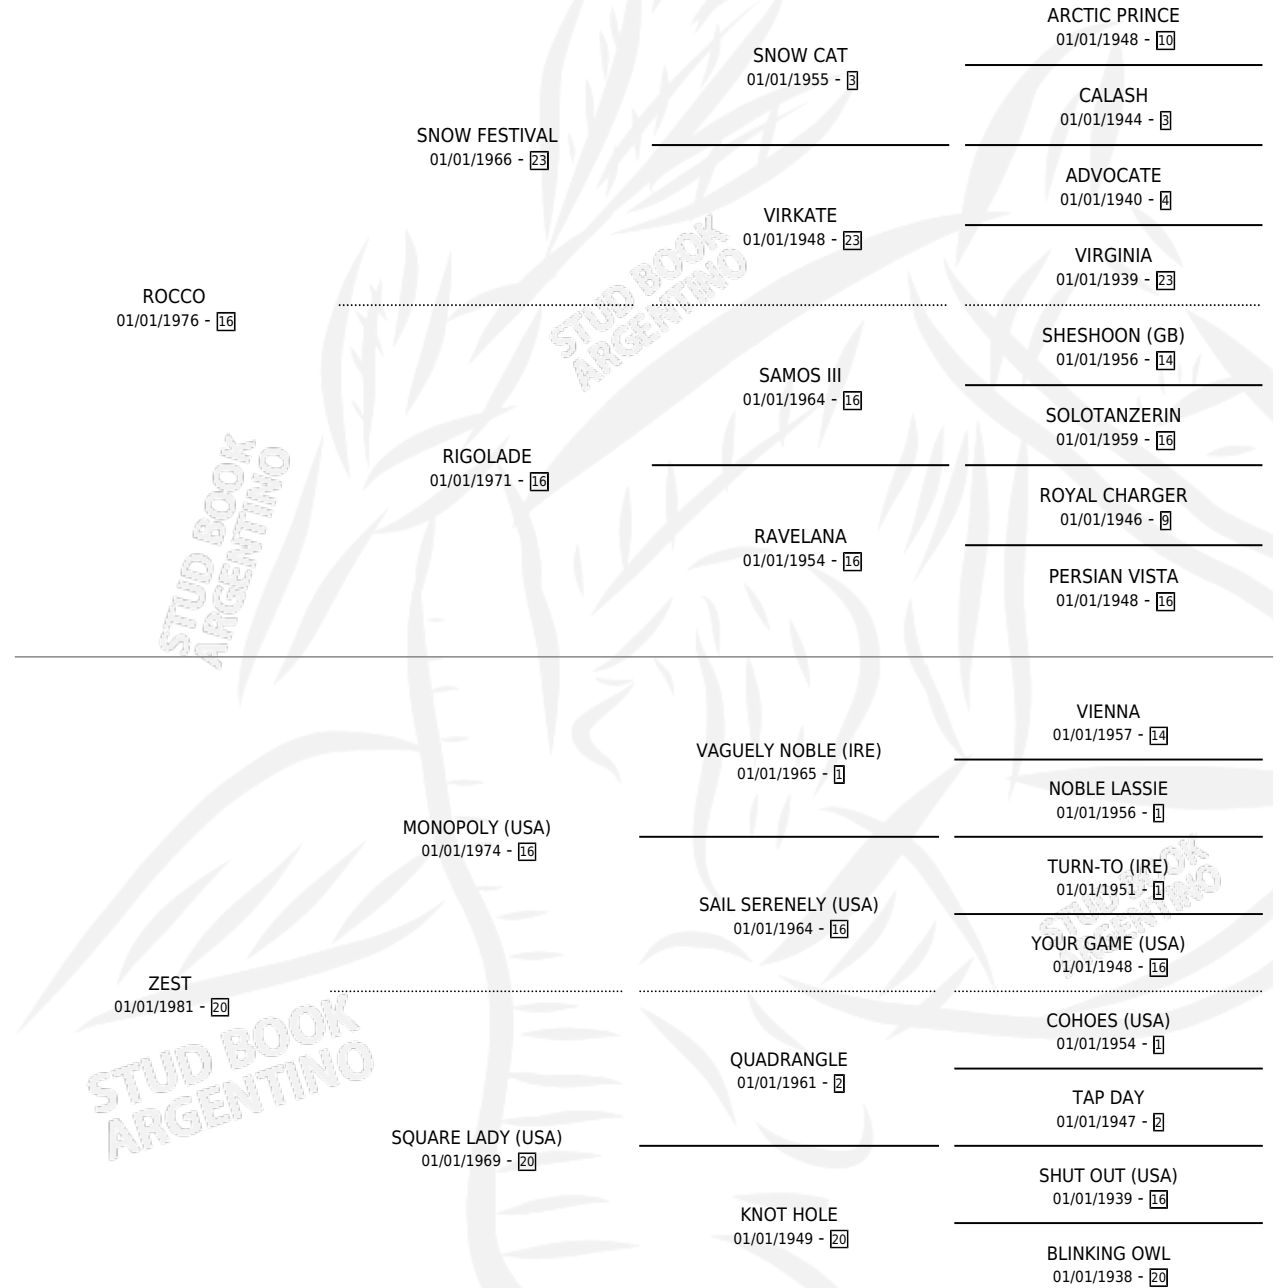 ARCTIC PRINCE
01/01/1948 - 10
SNOW CAT
01/01/1955 - 3
CALASH
01/01/1944 - 3
SNOW FESTIVAL
01/01/1966 - 23
ADVOCATE
01/01/1940 - 4
VIRKATE
01/01/1948 - 23
VIRGINIA
01/01/1939 - 23
STUD BOOK
ARGENTINO
ROCCO
01/01/1976 - 16
SHESHOON (GB)
01/01/1956 - 14
SAMOS III
01/01/1964 - 16
SOLOTANZERIN
01/01/1959 - 16
RIGOLADE
01/01/1971 - 16
ROYAL CHARGER
01/01/1946 - 9
RAVELANA
01/01/1954 - 16
PERSIAN VISTA
01/01/1948 - 16
STUD BOOK
ARGENTINO
VIENNA
01/01/1957 - 14
VAGUELY NOBLE (IRE)
01/01/1965 - 1
NOBLE LASSIE
01/01/1956 - 1
MONOPOLY (USA)
01/01/1974 - 16
TURN-TO (IRE)
01/01/1951 - 1
SAIL SERENELY (USA)
01/01/1964 - 16
YOUR GAME (USA)
01/01/1948 - 16
STUD BOOK
ARGENTINO
ZEST
01/01/1981 - 20
COHOES (USA)
01/01/1954 - 1
QUADRANGLE
01/01/1961 - 2
TAP DAY
01/01/1947 - 2
STUD BOOK
ARGENTINO
SQUARE LADY (USA)
01/01/1969 - 20
SHUT OUT (USA)
01/01/1939 - 16
KNOT HOLE
01/01/1949 - 20
BLINKING OWL
01/01/1938 - 20